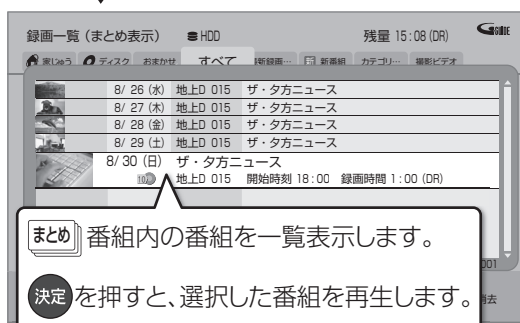 録画一覧（まとめ表示） HDD 残量 15:08 (DR) G-GUIDE
家じゅう ディスク おまかせ すべて 新番組 カテゴリ… 撮影ビデオ
8/ 26 (水) 地上D 015 ザ・夕方ニュース
8/ 27 (木) 地上D 015 ザ・夕方ニュース
8/ 28 (金) 地上D 015 ザ・夕方ニュース
8/ 29 (土) 地上D 015 ザ・夕方ニュース
8/ 30 (日) ザ・夕方ニュース
地上D 015 開始時刻 18:00 録画時間 1:00 (DR)
まとめ 番組内の番組を一覧表示します。
001
決定を押すと、選択した番組を再生します。
消去